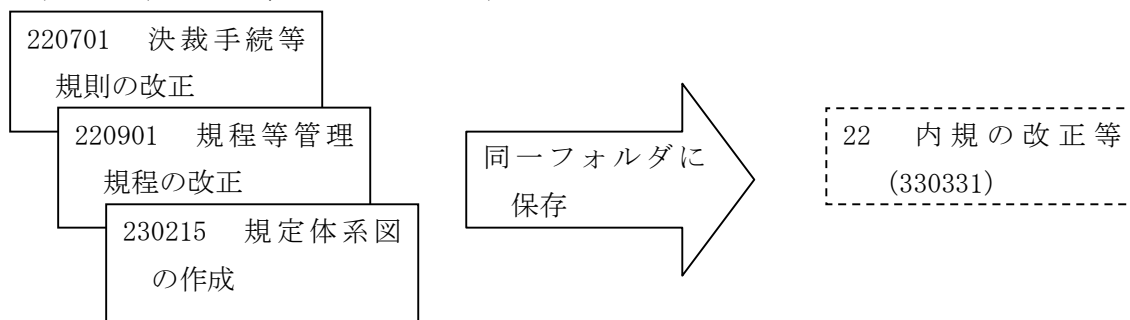 220701　決裁手続等
規則の改正
220901　規程等管理
規程の改正
230215　規定体系図
の作成
同一フォルダに
保存
22　内規の改正等
(330331)